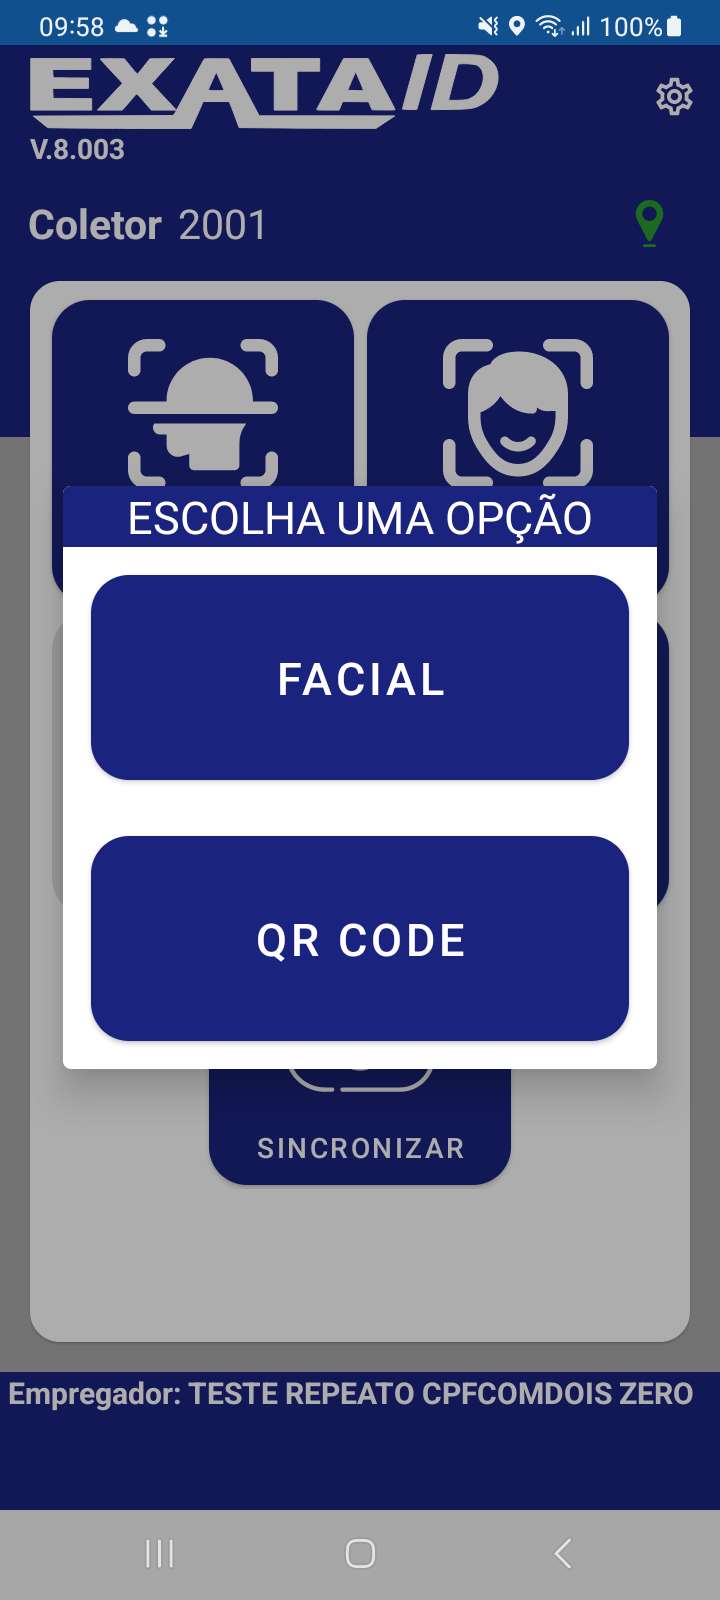 09:58
100%
EXATAID
V.8.003
Coletor 2001
ESCOLHA UMA OPÇÃO
FACIAL
QR CODE
SINCRONIZAR
Empregador: TESTE REPEATO CPFCOMDOIS ZERO